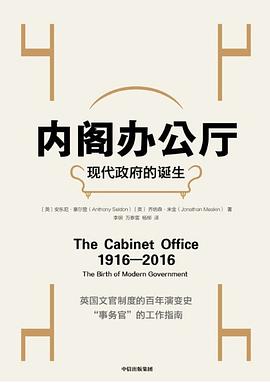 内阁办公厅
现代政府的诞生
（英）安东尼·塞尔登（Anthony Seldon）（英）乔纳森·米金（Jonathan Meakin） 著
李钢 万泰雷 杨柳 译
The Cabinet Office
1916—2016
The Birth of Modern Government
英国文官制度的百年演变史
“事务官”的工作指南
中信出版集团